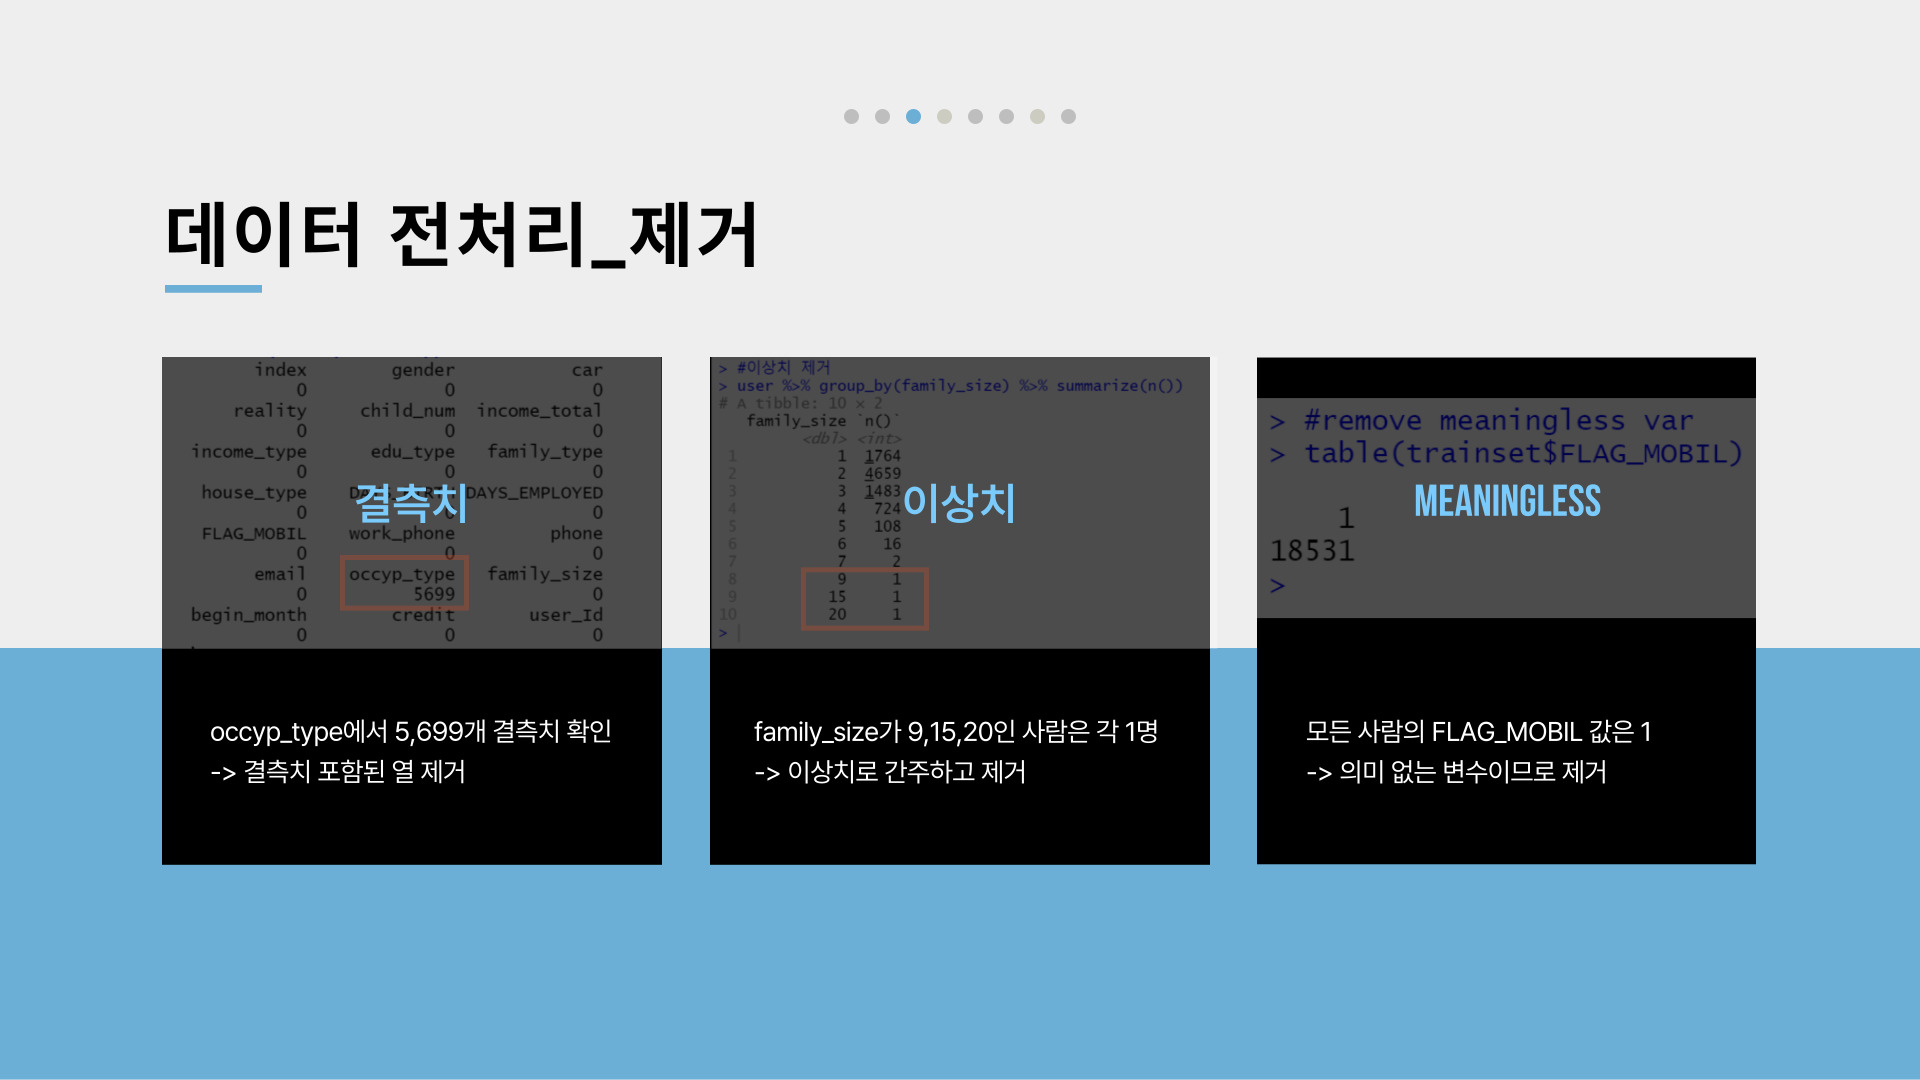 데이터 전처리_제거
index gender car
0 0 0
reality child_num income_total
0 0 0
income_type edu_type family_type
0 0 0
house_type DAYS_EMPLOYED
0 0
FLAG_MOBIL work_phone phone
0 0 0
email occyp_type family_size
0 5699 0
begin_month credit user_Id
0 0 0
결측치
occyp_type에서 5,699개 결측치 확인
-> 결측치 포함된 열 제거
> #이상치 제거
> user %>% group_by(family_size) %>% summarize(n())
# A tibble: 10 × 2
family_size `n()`
<dbl> <int>
1 1 1764
2 2 4659
3 3 1483
4 4 724
5 5 108
6 6 16
7 7 2
8 9 1
9 15 1
10 20 1
>
이상치
family_size가 9,15,20인 사람은 각 1명
-> 이상치로 간주하고 제거
> #remove meaningless var
> table(trainset$FLAG_MOBIL)
MEANINGLESS
1
18531
>
모든 사람의 FLAG_MOBIL 값은 1
-> 의미 없는 변수이므로 제거